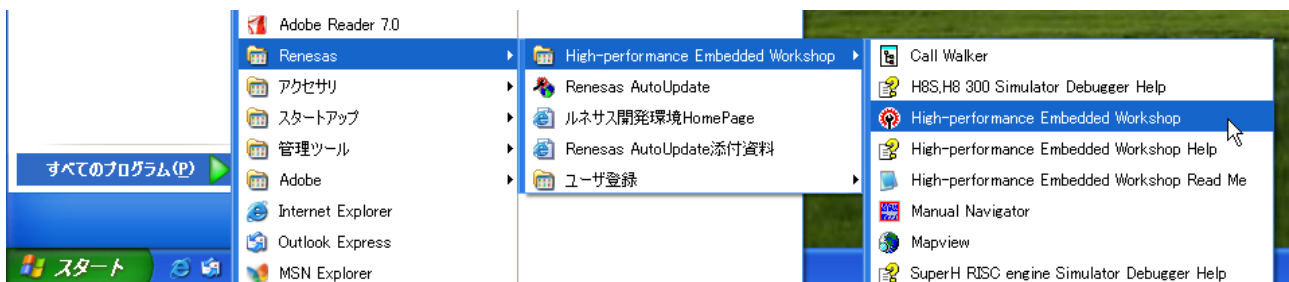 すべてのプログラム(P)
スタート
Adobe Reader 7.0
Renesas
アクセサリ
スタートアップ
管理ツール
Adobe
Internet Explorer
Outlook Express
MSN Explorer
High-performance Embedded Workshop
Renesas AutoUpdate
ルネサス開発環境HomePage
Renesas AutoUpdate添付資料
ユーザ登録
Call Walker
H8S,H8 300 Simulator Debugger Help
High-performance Embedded Workshop
High-performance Embedded Workshop Help
High-performance Embedded Workshop Read Me
Manual Navigator
Mapview
SuperH RISC engine Simulator Debugger Help